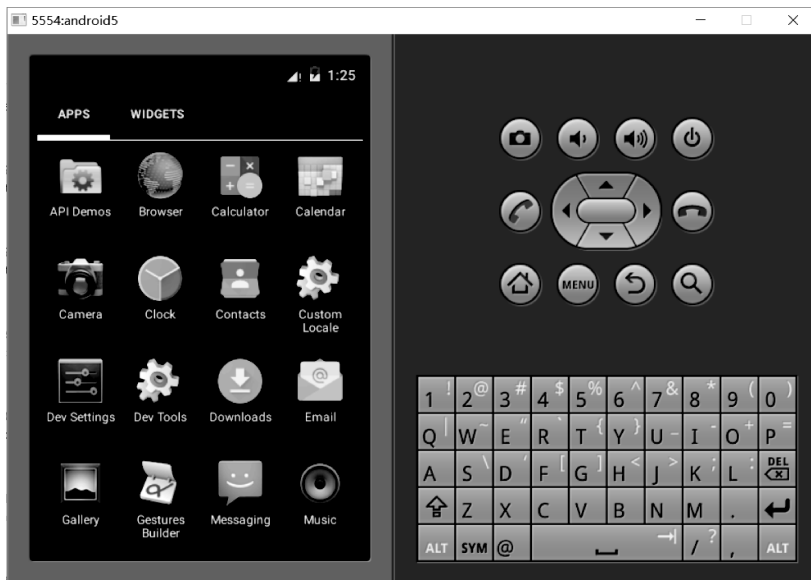 5554:android5
1:25
APPS WIDGETS
API Demos Browser Calculator Calendar
Camera Clock Contacts Custom
Locale
Dev Settings Dev Tools Downloads Email
Gallery Gestures Messaging Music
Builder
MENU
1 ! 2 @ 3 # 4 $ 5 % 6 ^ 7 & 8 * 9 ( 0 )
Q | W ~ E " R ` T { Y } U - I - O + P =
A S \ D ' F [ G ] H < J > K ; L : DEL
Z X C V B N M .
ALT SYM @ / ? , ALT